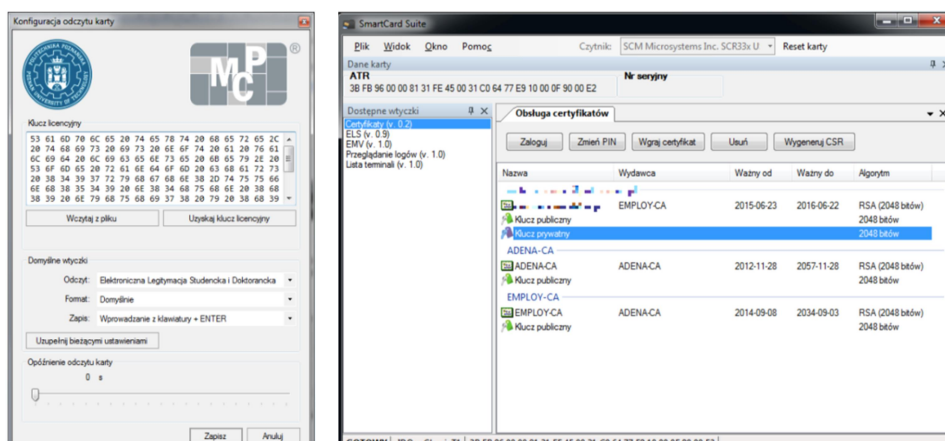 Konfiguracja odczytu karty
POLITECHNIKA POZNAŃSKA
POZNAN UNIVERSITY OF TECHNOLOGY
MCP®
Klucz licencyjny
53 61 6D 70 6C 65 20 74 65 78 74 20 68 65 72 65 2C
20 74 68 69 73 20 69 73 20 6E 6F 74 20 61 20 76 61
6C 69 64 20 6C 69 63 65 6E 73 65 20 6B 65 79 2E 20
53 6F 6D 65 20 72 61 6E 64 6F 6D 20 63 68 61 72 73
20 38 34 39 37 72 79 68 67 68 6E 38 2D 74 75 75 66
6E 68 38 35 34 39 20 6E 38 34 68 75 68 6E 20 38 68
38 39 20 6E 79 68 75 68 69 37 38 20 79 20 38 68 39
Wczytaj z pliku
Uzyskaj klucz licencyjny
Domyślne wtyczki
Odczyt: Elektroniczna Legitymacja Studencka i Doktorancka
Format: Domyślnie
Zapis: Wprowadzanie z klawiatury + ENTER
Uzupełnij bieżącymi ustawieniami
Opóźnienie odczytu karty
0 s
Zapisz Anuluj
SmartCard Suite
Plik Widok Okno Pomoc Czytnik: SCM Microsystems Inc. SCR33x U Reset karty
Dane karty
ATR Nr seryjny
3B FB 96 00 00 81 31 FE 45 00 31 C0 64 77 E9 10 00 0F 90 00 E2
Dostępne wtyczki
Certyfikaty (v. 0.2)
ELS (v. 0.9)
EMV (v. 1.0)
Przeglądanie logów (v. 1.0)
Lista terminali (v. 1.0)
Obsługa certyfikatów
Zaloguj Zmień PIN Wgraj certyfikat Usuń Wygeneruj CSR
Nazwa Wydawca Ważny od Ważny do Algorytm
EMPLOY-CA 2015-06-23 2016-06-22 RSA (2048 bitów)
Klucz publiczny 2048 bitów
Klucz prywatny 2048 bitów
ADENA-CA
ADENA-CA ADENA-CA 2012-11-28 2057-11-28 RSA (2048 bitów)
Klucz publiczny 2048 bitów
EMPLOY-CA
EMPLOY-CA ADENA-CA 2014-09-08 2034-09-03 RSA (2048 bitów)
Klucz publiczny 2048 bitów